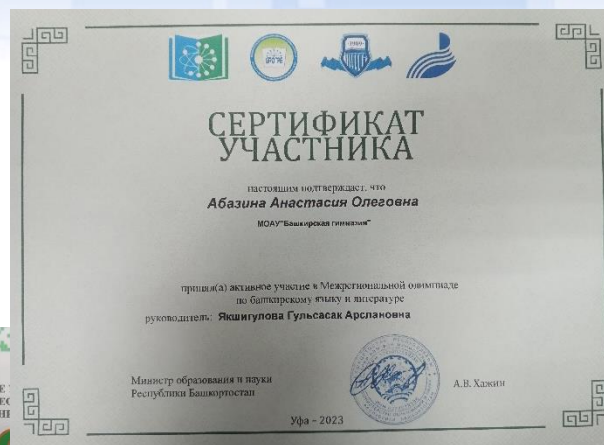 СЕРТИФИКАТ
УЧАСТНИКА
настоящим подтверждает, что
Абазина Анастасия Олеговна
МОАУ"Башкирская гимназия"
принял(а) активное участие в Межрегиональной олимпиаде
по башкирскому языку и литературе
руководитель: Якшигулова Гульсасак Арслановна
Министр образования и науки
Республики Башкортостан
А.В. Хажин
Уфа – 2023